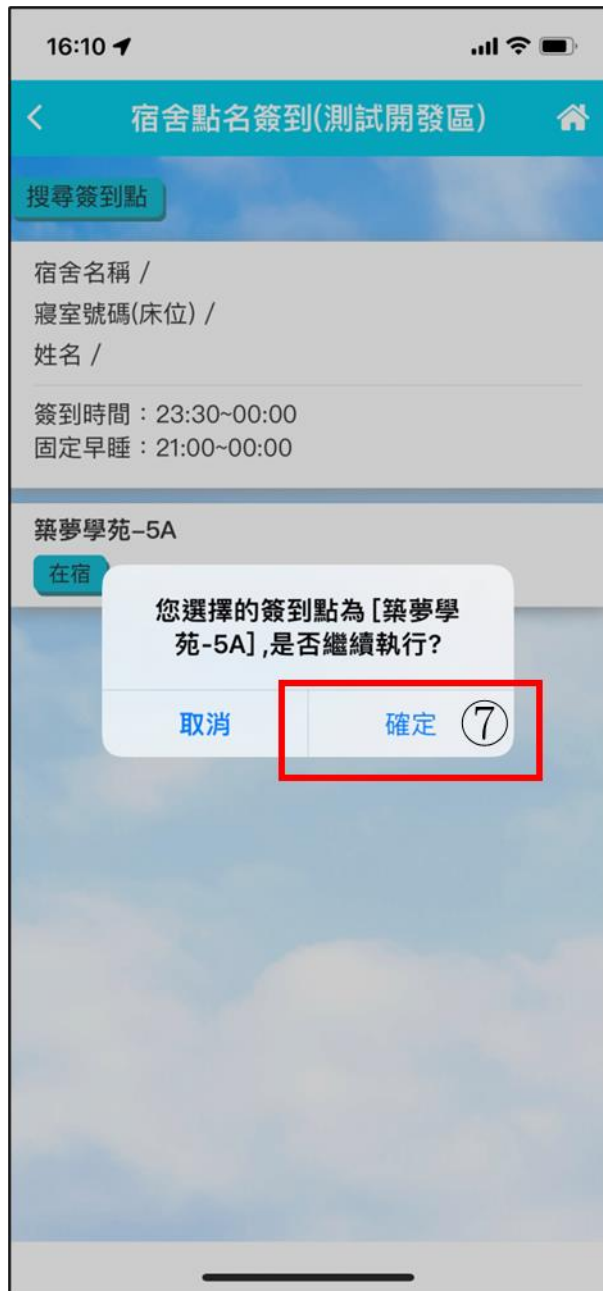 16:10
宿舍點名簽到(測試開發區)
搜尋簽到點
宿舍名稱 /
寢室號碼(床位) /
姓名 /
簽到時間：23:30~00:00
固定早睡：21:00~00:00
築夢學苑–5A
在宿
您選擇的簽到點為 [築夢學
苑-5A] ,是否繼續執行?
取消
確定 ⑦